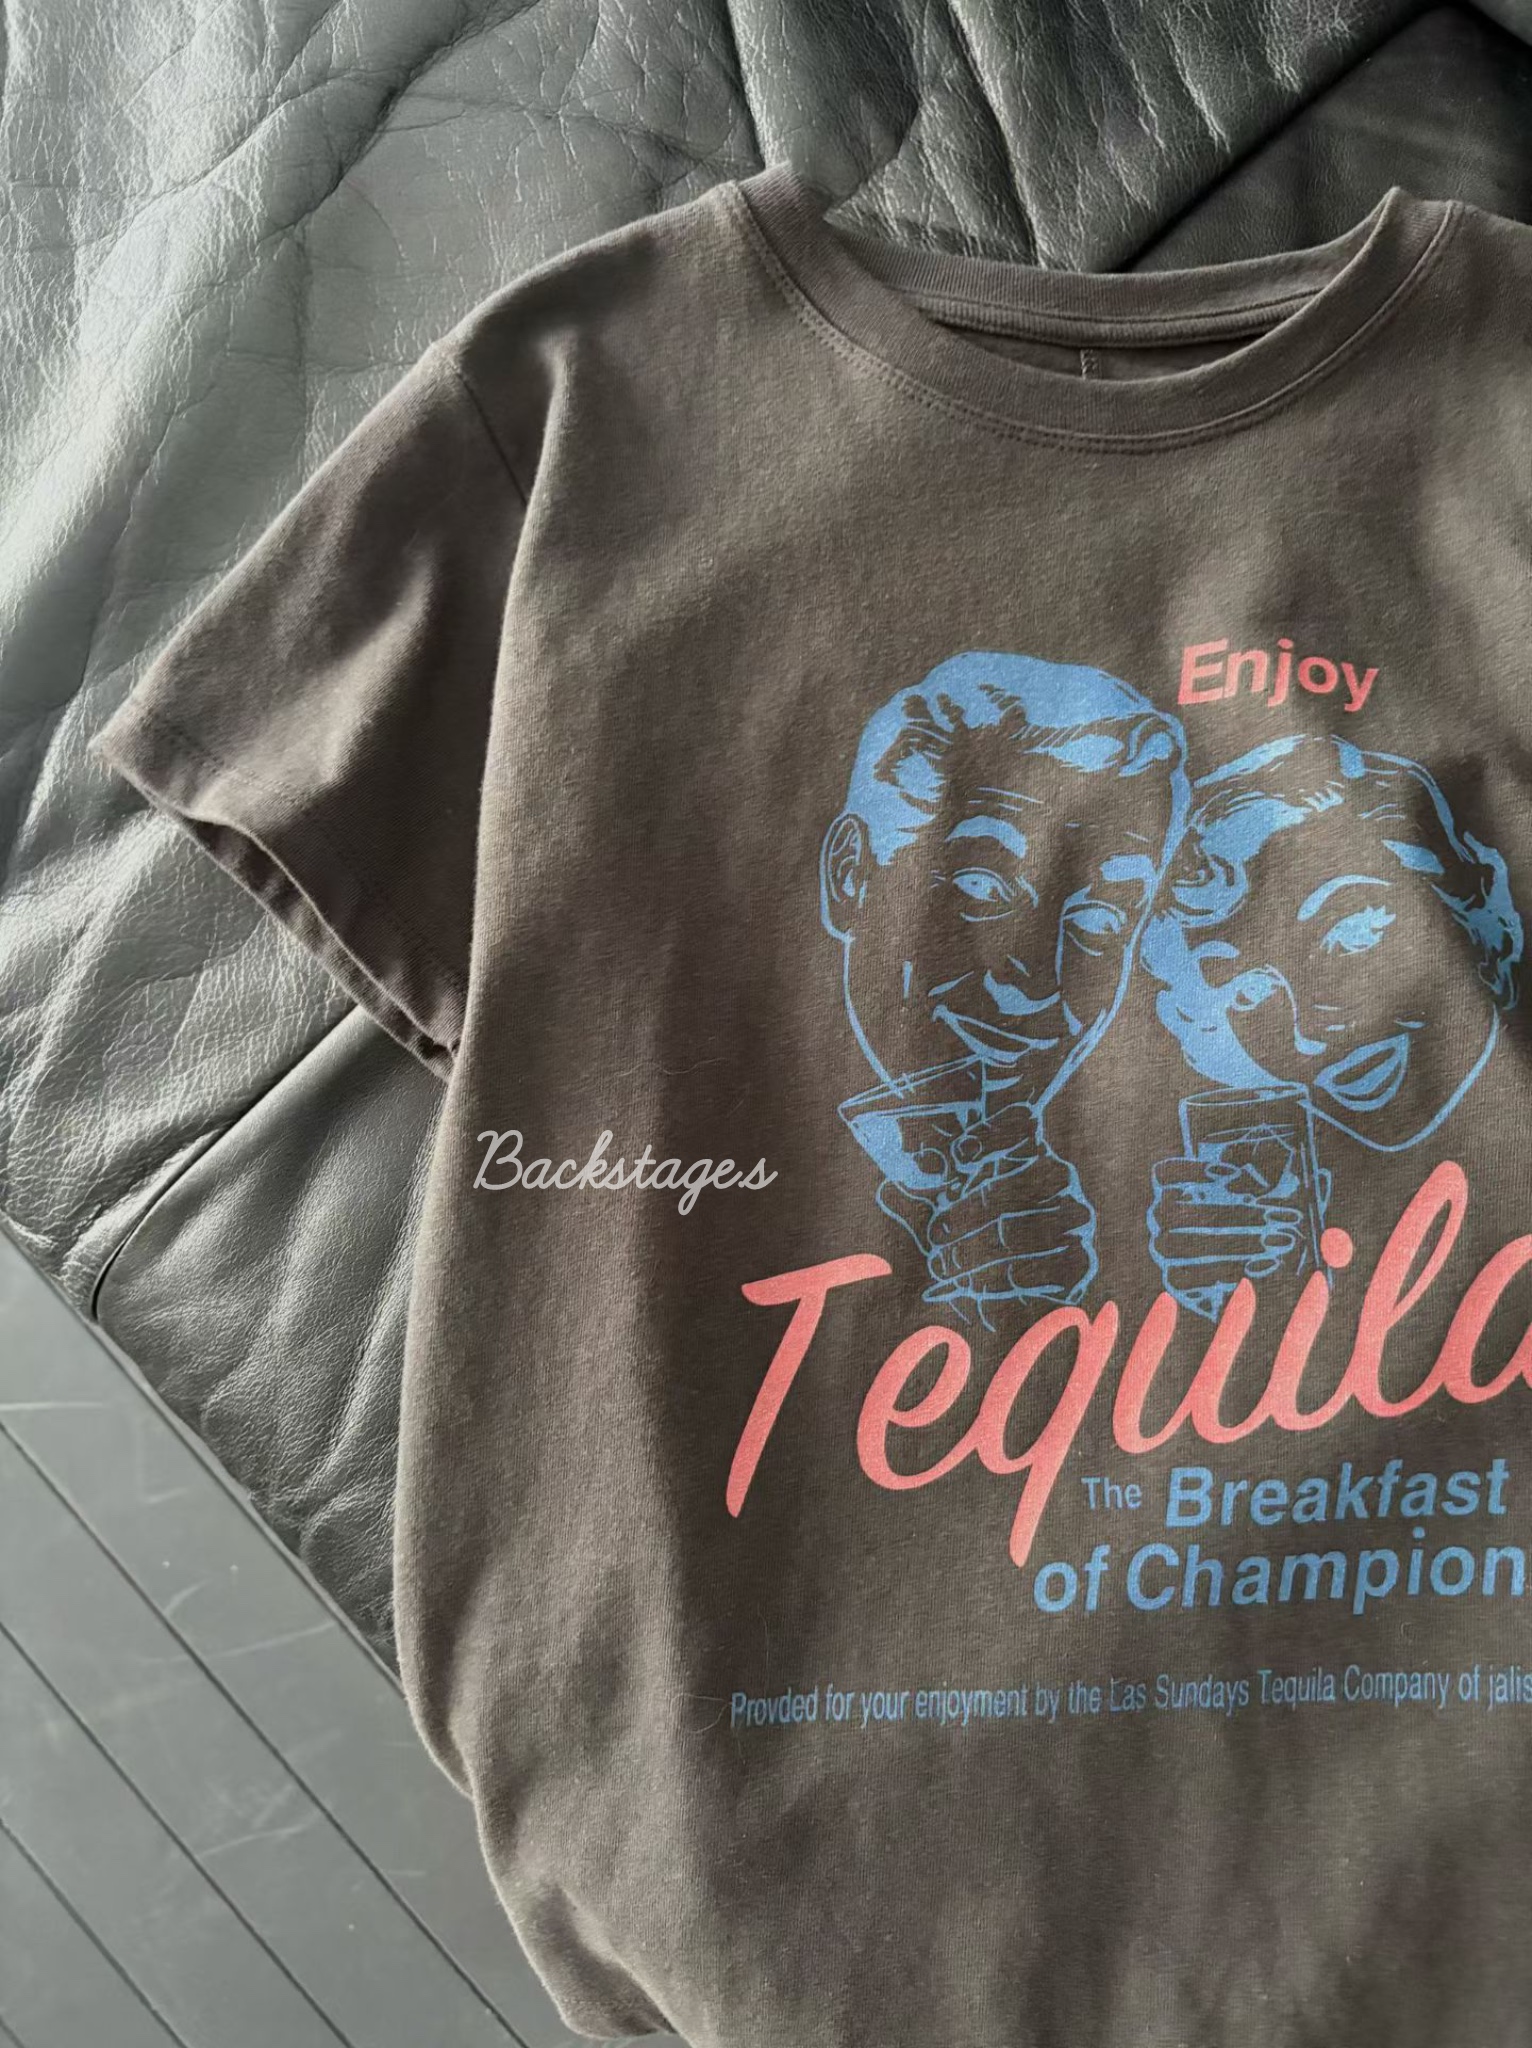 Enjoy
Backstages
Tequila
The Breakfast
of Champion
Provded for your enjoyment by the Las Sundays Tequila Company of jalis